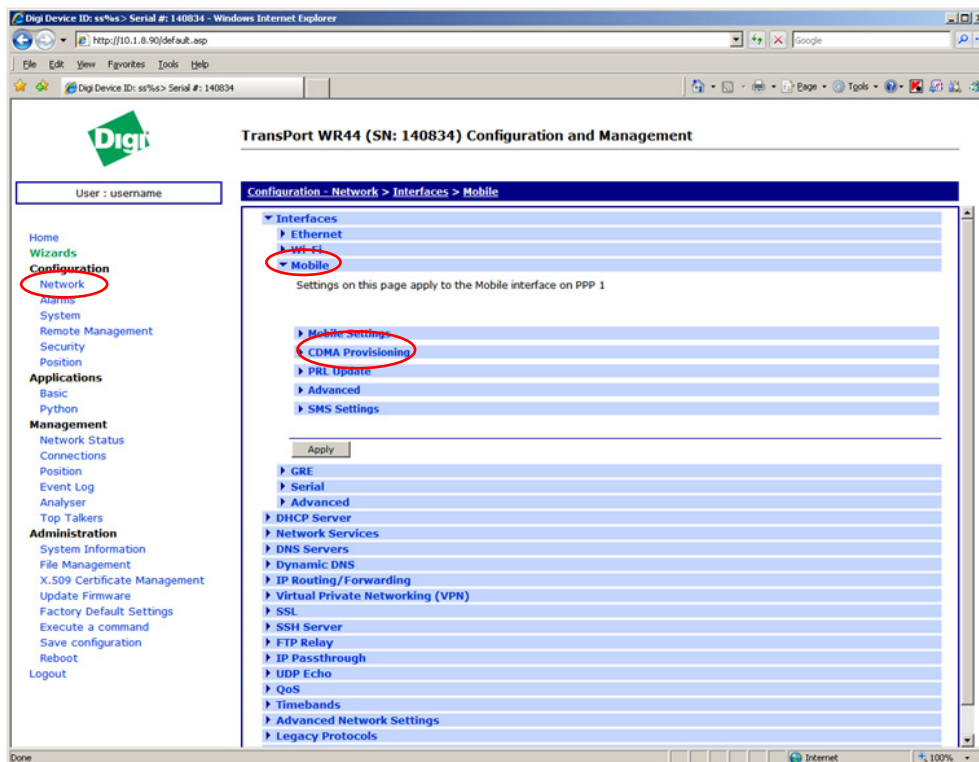 Digi Device ID: ss%s> Serial #: 140834 - Windows Internet Explorer
http://10.1.8.90/default.asp
Google
File Edit View Favorites Tools Help
Digi Device ID: ss%s> Serial #: 140834
Page
Tools
Digi
TransPort WR44 (SN: 140834) Configuration and Management
User : username
Configuration - Network > Interfaces > Mobile
Home
Wizards
Configuration
Network
Alarms
System
Remote Management
Security
Position
Applications
Basic
Python
Management
Network Status
Connections
Position
Event Log
Analyser
Top Talkers
Administration
System Information
File Management
X.509 Certificate Management
Update Firmware
Factory Default Settings
Execute a command
Save configuration
Reboot
Logout
Interfaces
Ethernet
Wi-Fi
Mobile
Settings on this page apply to the Mobile interface on PPP 1
Mobile Settings
CDMA Provisioning
PRL Update
Advanced
SMS Settings
Apply
GRE
Serial
Advanced
DHCP Server
Network Services
DNS Servers
Dynamic DNS
IP Routing/Forwarding
Virtual Private Networking (VPN)
SSL
SSH Server
FTP Relay
IP Passthrough
UDP Echo
QoS
Timebands
Advanced Network Settings
Legacy Protocols
Done
Internet
100%